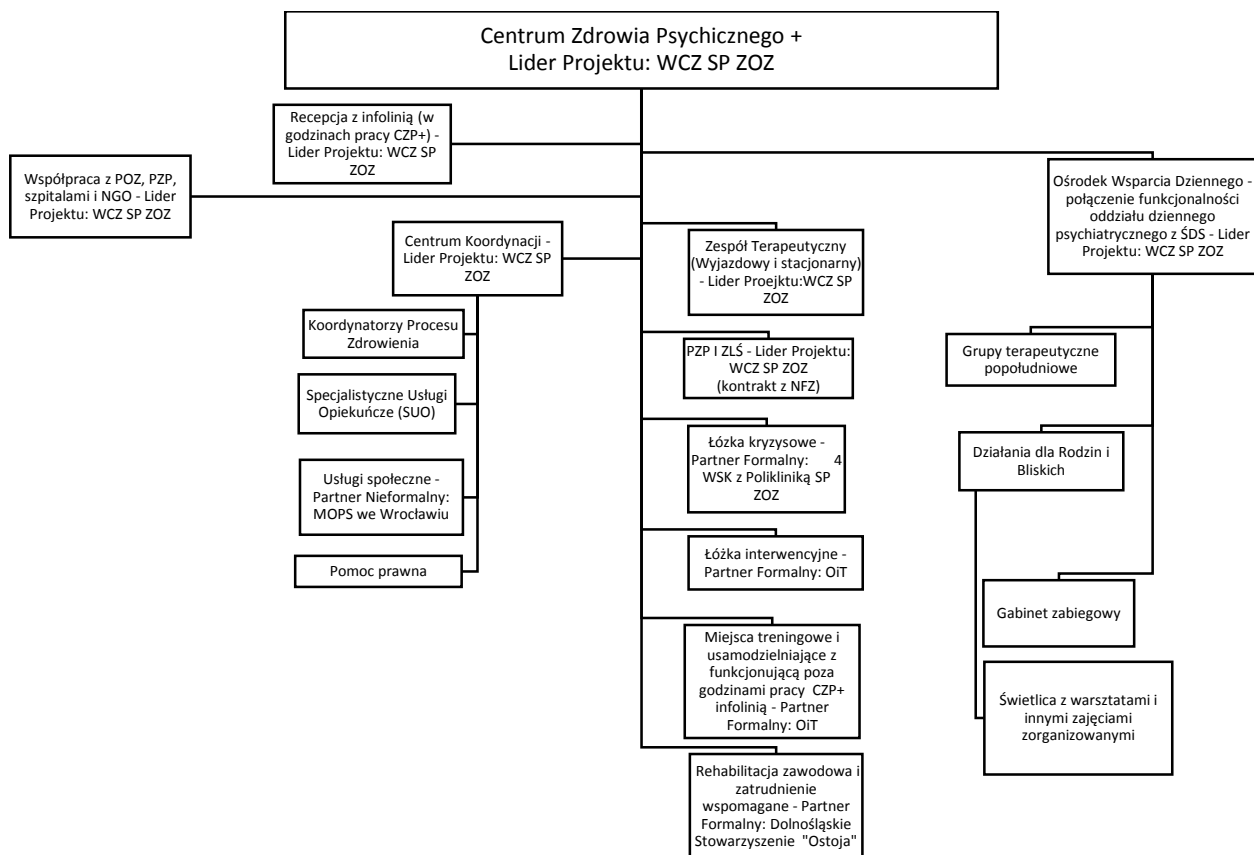 Centrum Zdrowia Psychicznego +
Lider Projektu: WCZ SP ZOZ
Recepcja z infolinią (w
godzinach pracy CZP+) -
Lider Projektu: WCZ SP
ZOZ
Współpraca z POZ, PZP,
szpitalami i NGO - Lider
Projektu: WCZ SP ZOZ
Ośrodek Wsparcia Dziennego -
połączenie funkcjonalności
oddziału dziennego
psychiatrycznego z ŚDS - Lider
Projektu: WCZ SP ZOZ
Centrum Koordynacji -
Lider Projektu: WCZ SP
ZOZ
Zespół Terapeutyczny
(Wyjazdowy i stacjonarny)
- Lider Proejktu:WCZ SP
ZOZ
Koordynatorzy Procesu
Zdrowienia
Specjalistyczne Usługi
Opiekuńcze (SUO)
Usługi społeczne -
Partner Nieformalny:
MOPS we Wrocławiu
Pomoc prawna
PZP I ZLŚ - Lider Projektu:
WCZ SP ZOZ
(kontrakt z NFZ)
Łózka kryzysowe -
Partner Formalny: 4
WSK z Polikliniką SP
ZOZ
Łóżka interwencyjne -
Partner Formalny: OiT
Miejsca treningowe i
usamodzielniające z
funkcjonującą poza
godzinami pracy CZP+
infolinią - Partner
Formalny: OiT
Rehabilitacja zawodowa i
zatrudnienie
wspomagane - Partner
Formalny: Dolnośląskie
Stowarzyszenie "Ostoja"
Grupy terapeutyczne
popołudniowe
Działania dla Rodzin i
Bliskich
Gabinet zabiegowy
Świetlica z warsztatami i
innymi zajęciami
zorganizowanymi